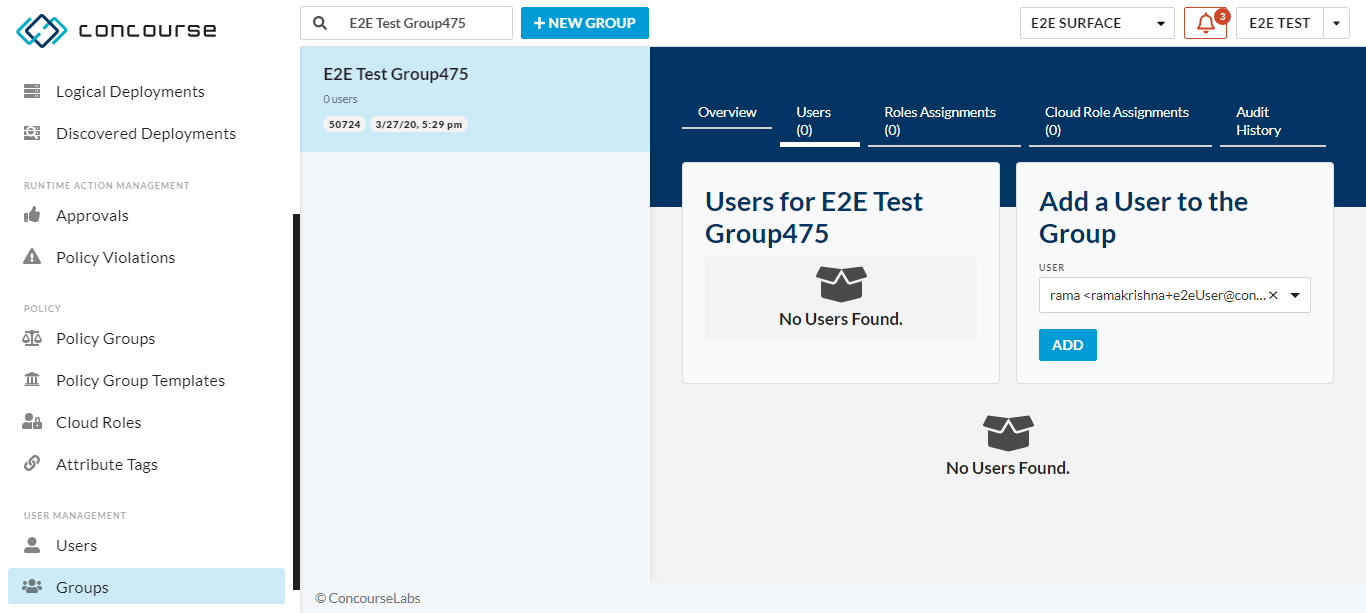 concourse
E2E Test Group475
NEW GROUP
E2E SURFACE
3
E2E TEST
Logical Deployments
Discovered Deployments
RUNTIME ACTION MANAGEMENT
Approvals
Policy Violations
POLICY
Policy Groups
Policy Group Templates
Cloud Roles
Attribute Tags
USER MANAGEMENT
Users
Groups
E2E Test Group475
0 users
50724 3/27/20, 5:29 pm
Overview
Users
(0)
Roles Assignments
(0)
Cloud Role Assignments
(0)
Audit
History
Users for E2E Test
Group475
No Users Found.
Add a User to the
Group
USER
rama <ramakrishna+e2eUser@con...
ADD
No Users Found.
© ConcourseLabs